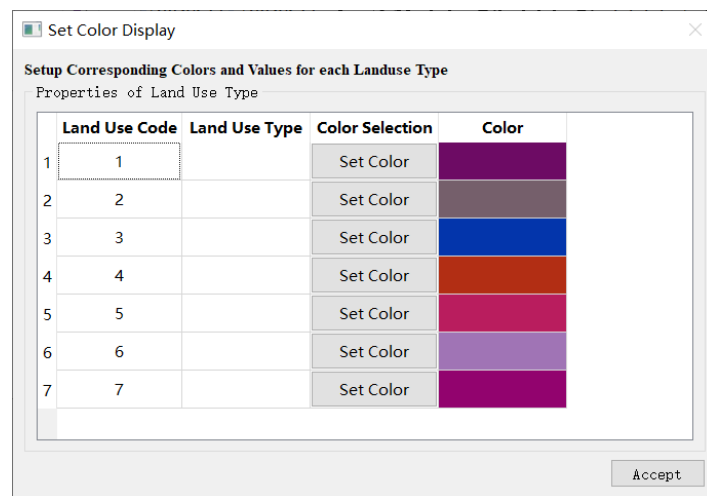 Set Color Display
Setup Corresponding Colors and Values for each Landuse Type
Properties of Land Use Type
Land Use Code Land Use Type Color Selection Color
1 1 Set Color
2 2 Set Color
3 3 Set Color
4 4 Set Color
5 5 Set Color
6 6 Set Color
7 7 Set Color
Accept